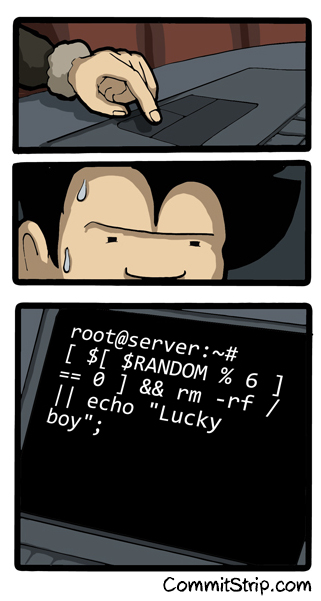 root@server:~#
[ $[ $RANDOM % 6 ]
== 0 ] && rm -rf /
|| echo "Lucky
boy";
CommitStrip.com